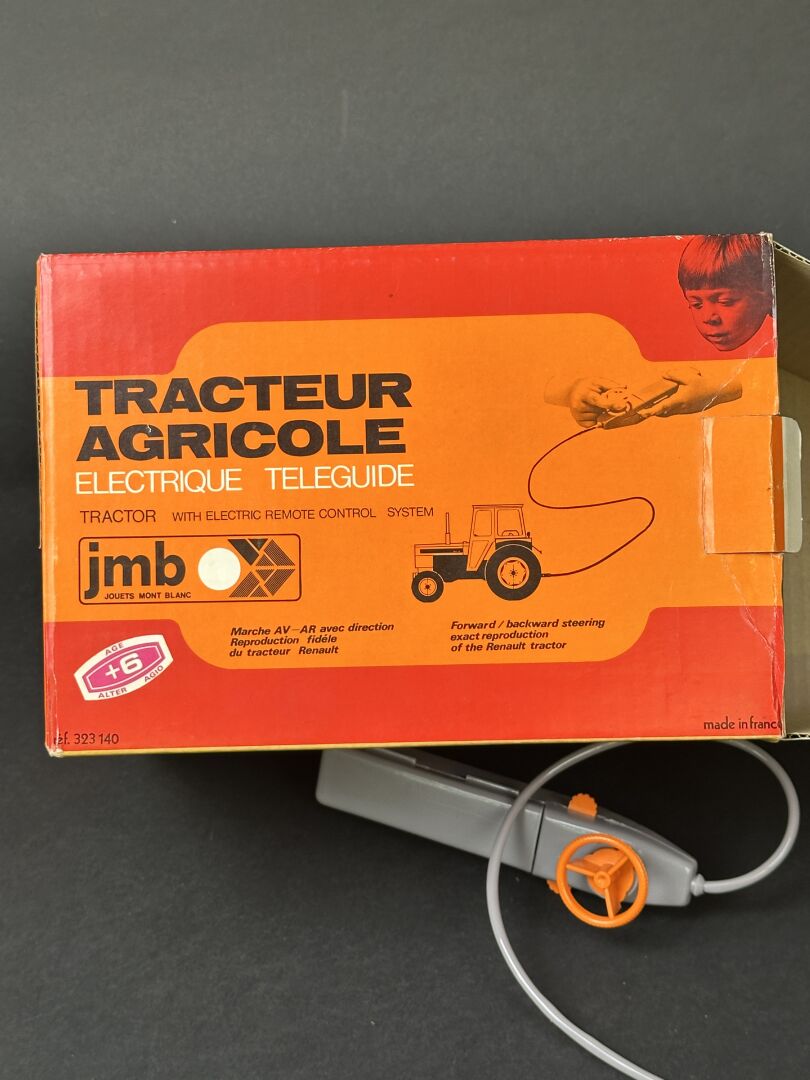 TRACTEUR
AGRICOLE
ELECTRIQUE TELEGUIDE
TRACTOR WITH ELECTRIC REMOTE CONTROL SYSTEM
jmb
JOUETS MONT BLANC
Marche AV-AR avec direction
Reproduction fidéle
du tracteur Renault
Forward / backward steering
exact reproduction
of the Renault tractor
AGE
+6
ALTER AGIO
réf. 323 140
made in france